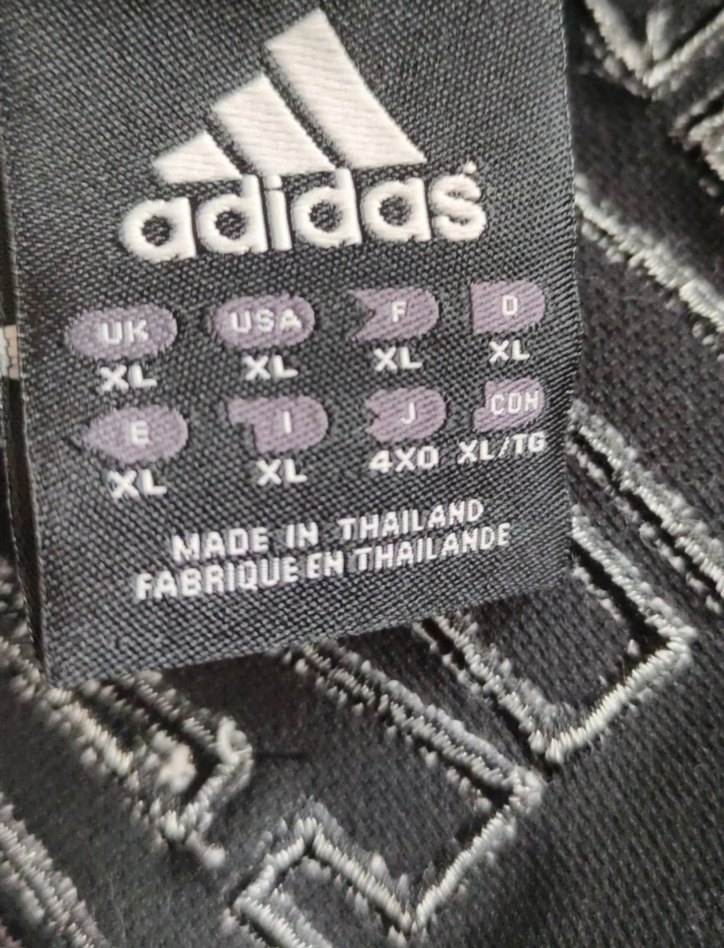 adidas
UK USA F D
XL XL XL XL
E I J CDN
XL XL 4XO XL/TG
MADE IN THAILAND
FABRIQUE EN THAILANDE